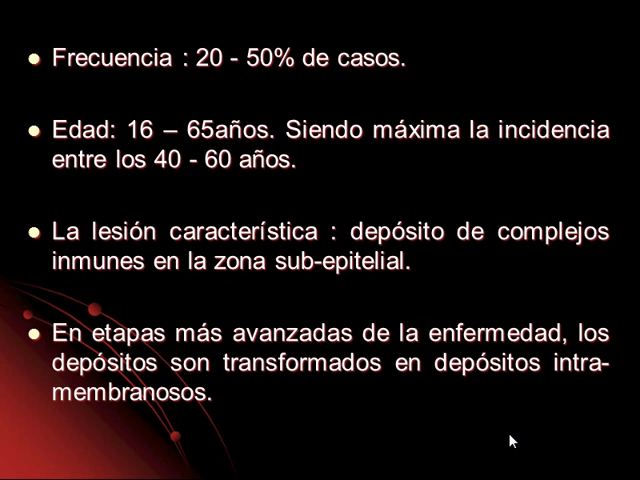 Frecuencia : 20 - 50% de casos.
Edad: 16 – 65años. Siendo máxima la incidencia
entre los 40 - 60 años.
La lesión característica : depósito de complejos
inmunes en la zona sub-epitelial.
En etapas más avanzadas de la enfermedad, los
depósitos son transformados en depósitos intra-
membranosos.